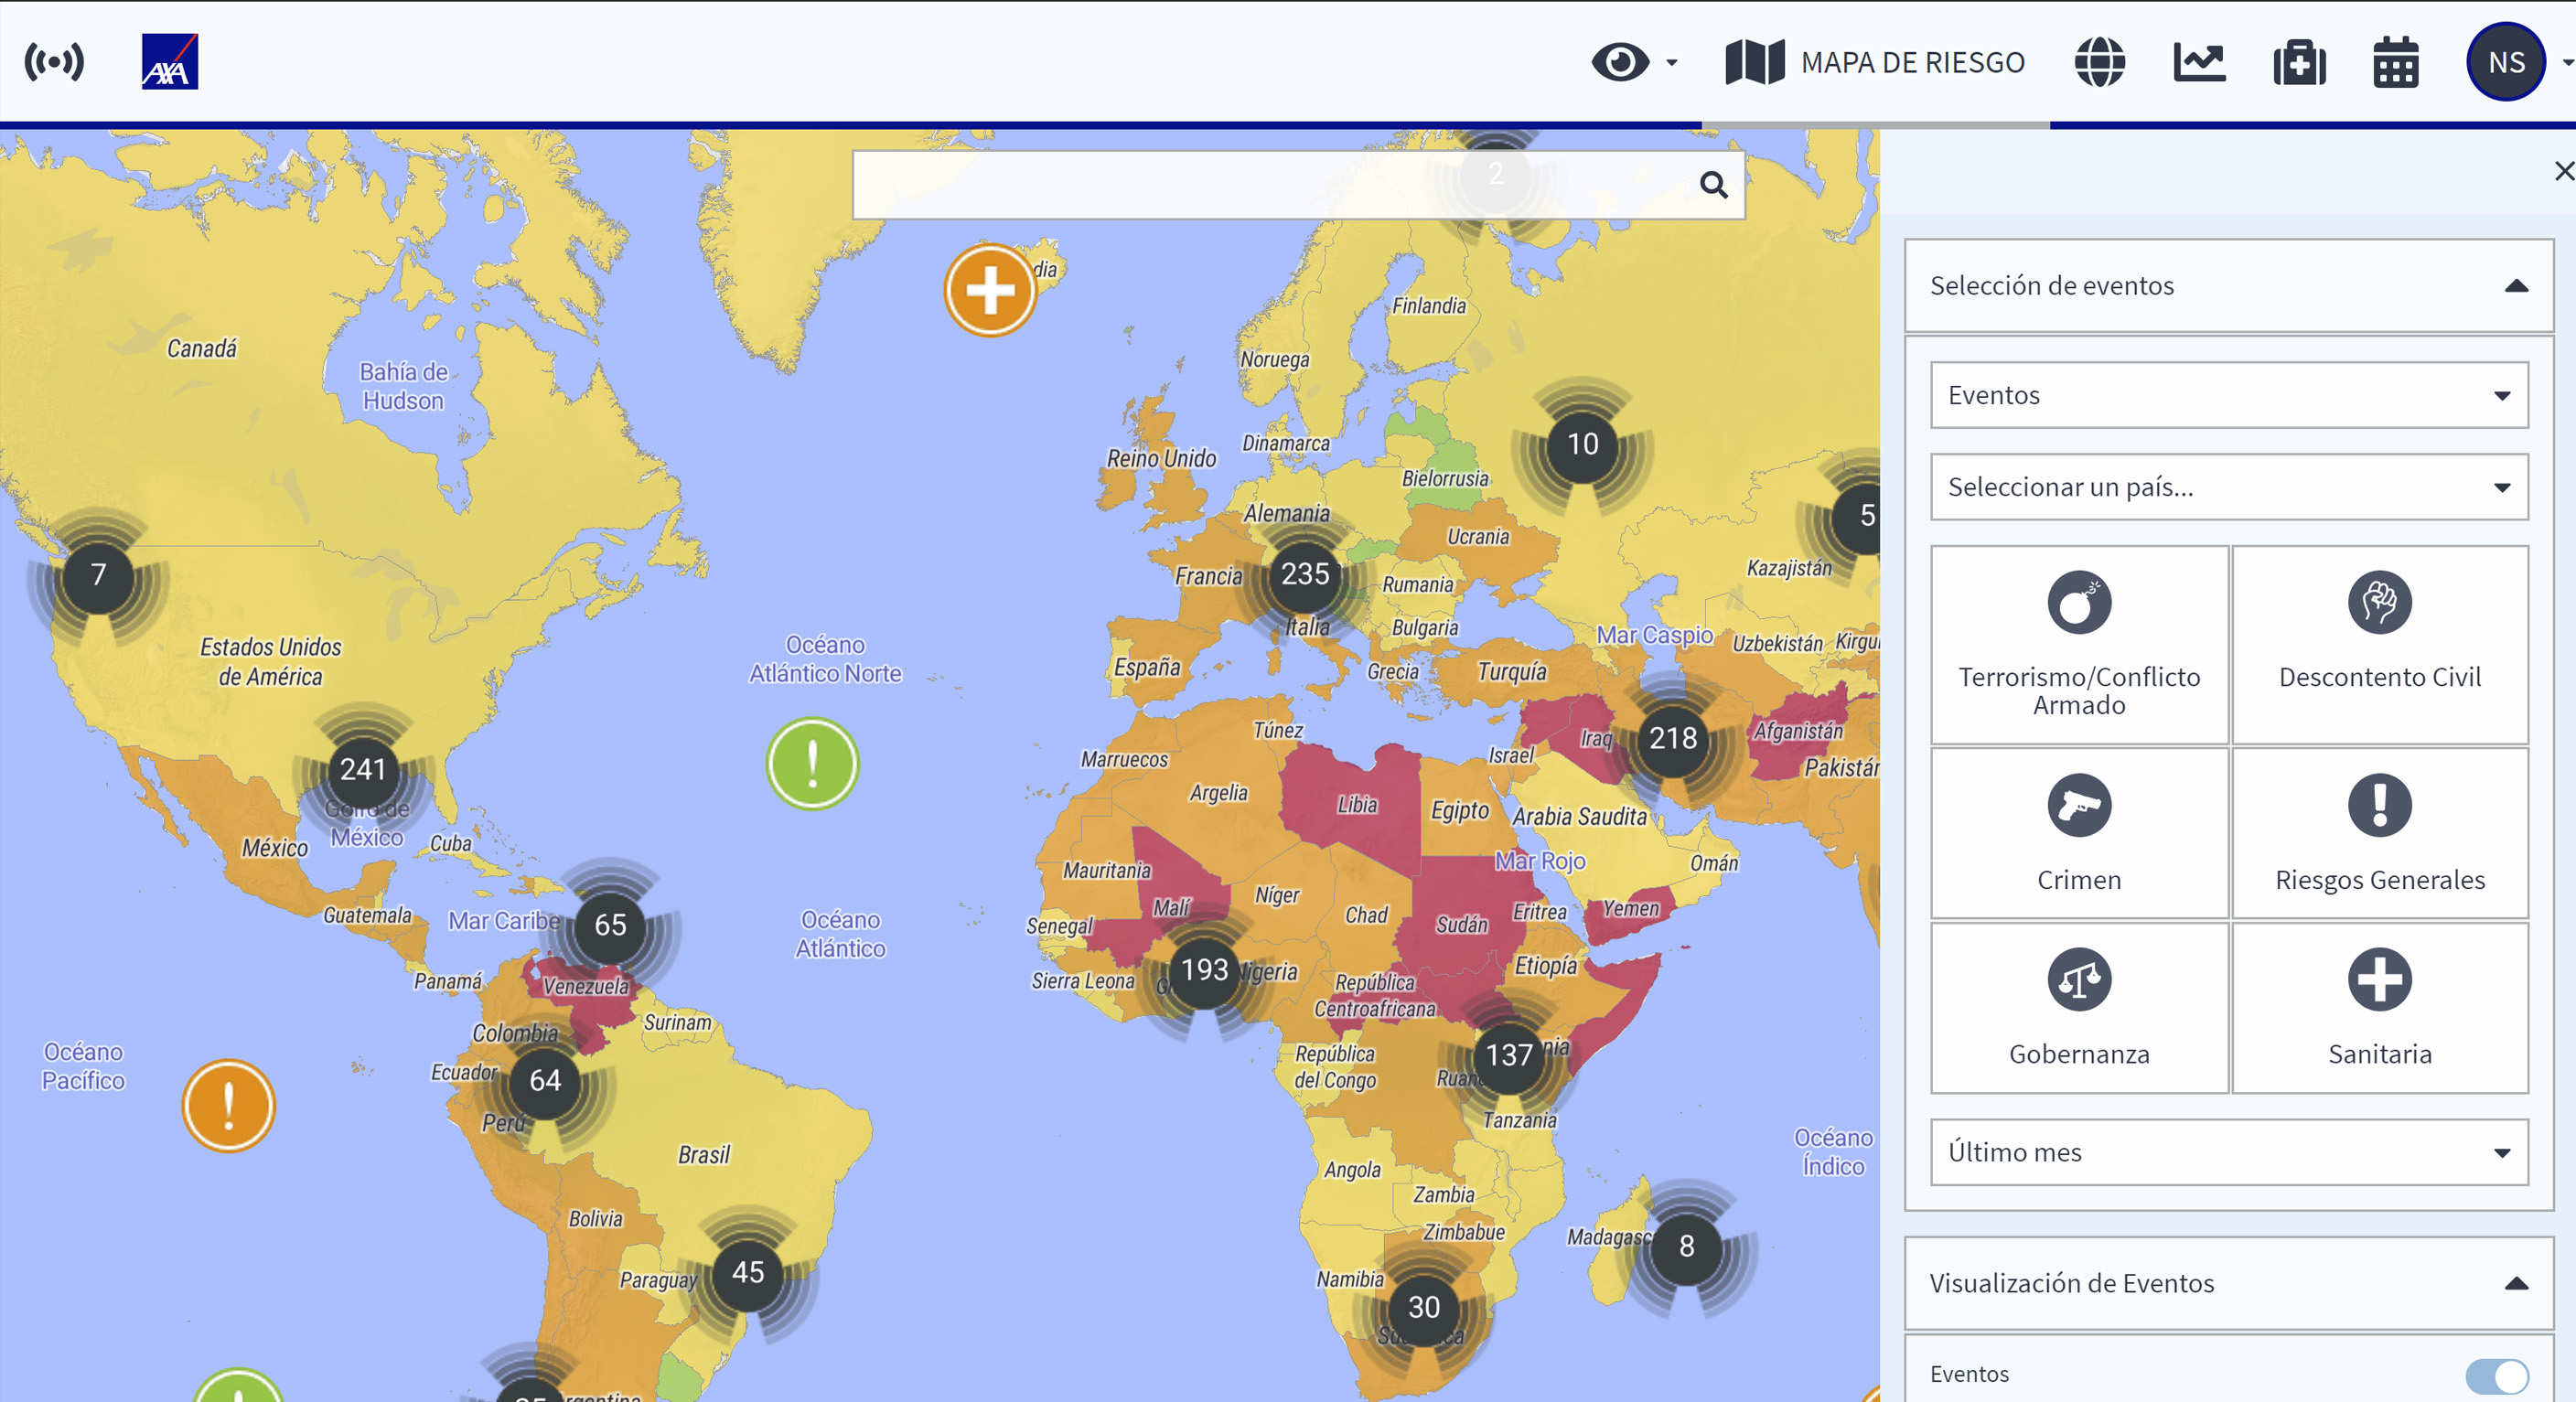 AXA
MAPA DE RIESGO
NS
2
dia
Finlandia
Canadá
Noruega
Bahía de
Hudson
Dinamarca
10
Reino Unido
Bielorrusia
Alemania
5
Ucrania
7
235
Francia
Rumania
Kazajistán
Italia
Bulgaria
Mar Caspio
Uzbekistán
Estados Unidos
de América
Océano
Atlántico Norte
España
Grecia
Turquía
241
Túnez
Iraq
218
Afganistán
Marruecos
Israel
Argelia
Libia
Egipto
Arabia Saudita
Golfo de
México
México
Cuba
Mar Rojo
Omán
Mauritania
Níger
Malí
Chad
Guatemala
Mar Caribe
65
Océano
Atlántico
Senegal
Sudán
Eritrea
Yemen
193
Panamá
Venezuela
Sierra Leona
igeria
Etiopía
República
Centroafricana
Colombia
Surinam
137
nia
Océano
Pacífico
Ecuador
64
República
del Congo
Perú
Tanzania
Brasil
Angola
Océano
Índico
Zambia
Bolivia
Zimbabue
8
Paraguay
45
Namibia
30
Selección de eventos
Eventos
Seleccionar un país...
Terrorismo/Conflicto
Armado
Descontento Civil
Crimen
Riesgos Generales
Gobernanza
Sanitaria
Último mes
Visualización de Eventos
Eventos